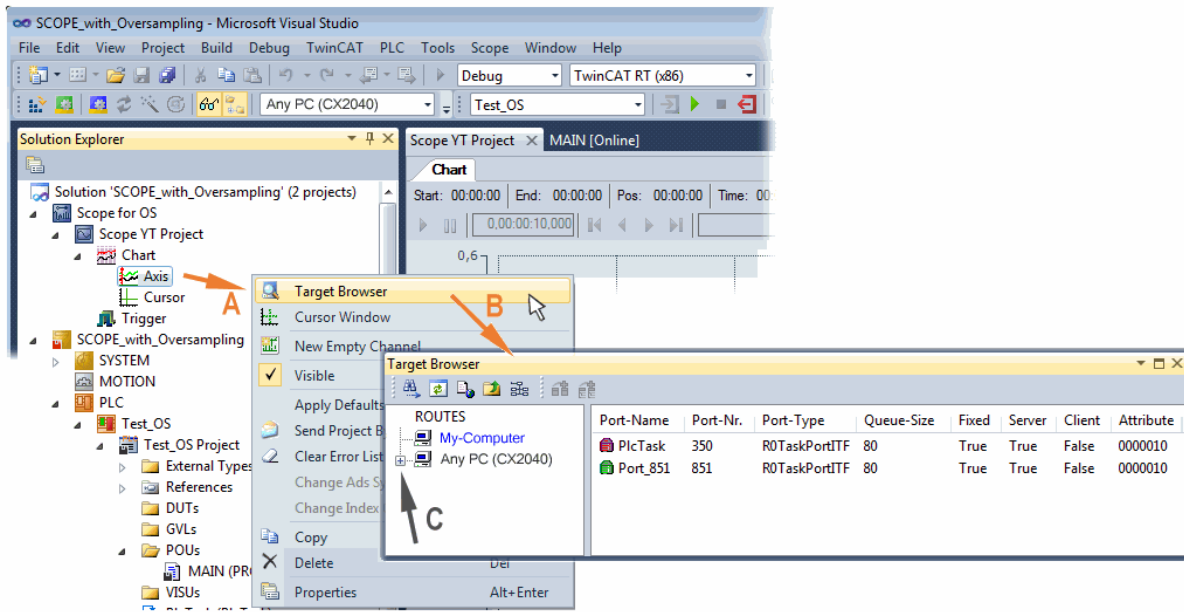 SCOPE_with_Oversampling - Microsoft Visual Studio
File Edit View Project Build Debug TwinCAT PLC Tools Scope Window Help
Debug TwinCAT RT (x86)
Any PC (CX2040) Test_OS
Solution Explorer
Scope YT Project MAIN [Online]
Chart
Start: 00:00:00 End: 00:00:00 Pos: 00:00:00 Time: 00
0,00:00:10,000
0,6
Solution 'SCOPE_with_Oversampling' (2 projects)
Scope for OS
Scope YT Project
Chart
Axis
Cursor
Trigger
SCOPE_with_Oversampling
SYSTEM
MOTION
PLC
Test_OS
Test_OS Project
External Types
References
DUTs
GVLs
POUs
MAIN (PR
VISUs
A
Target Browser
B
Cursor Window
New Empty Channel
Visible
Apply Defaults
Send Project B
Clear Error List
Change Ads Sy
Change Index
Copy
Delete Del
Properties Alt+Enter
Target Browser
ROUTES
My-Computer
Any PC (CX2040)
C
Port-Name Port-Nr. Port-Type Queue-Size Fixed Server Client Attribute
PlcTask 350 R0TaskPortITF 80 True True False 0000010
Port_851 851 R0TaskPortITF 80 True True False 0000010